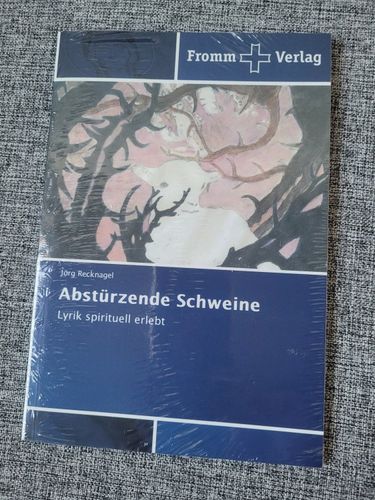 Fromm Verlag
Jörg Recknagel
Abstürzende Schweine
Lyrik spirituell erlebt